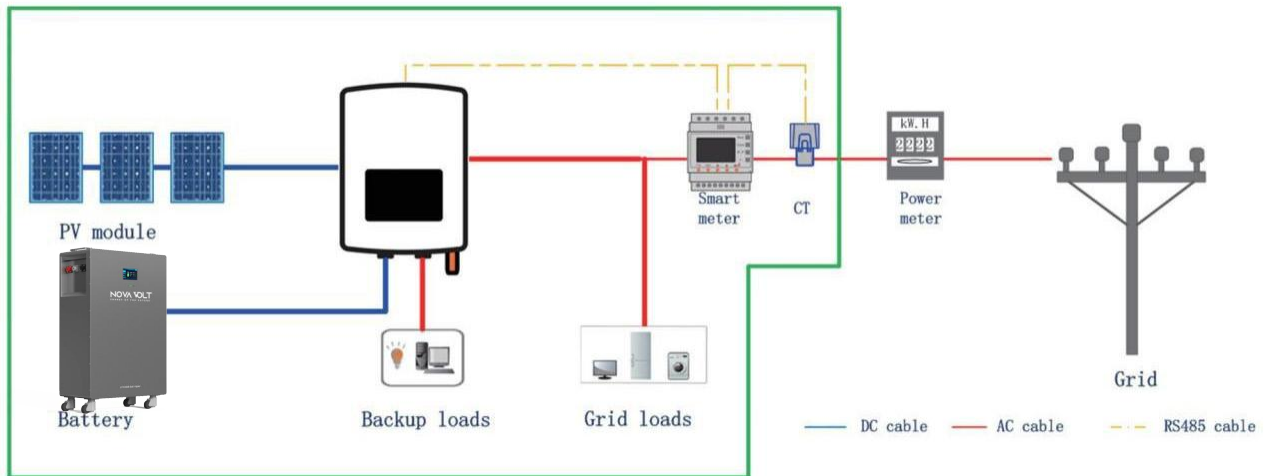 kW.H
2222
Smart
meter
CT
Power
meter
PV module
NOVA VOLT
Battery
Backup loads
Grid loads
Grid
DC cable
AC cable
RS485 cable